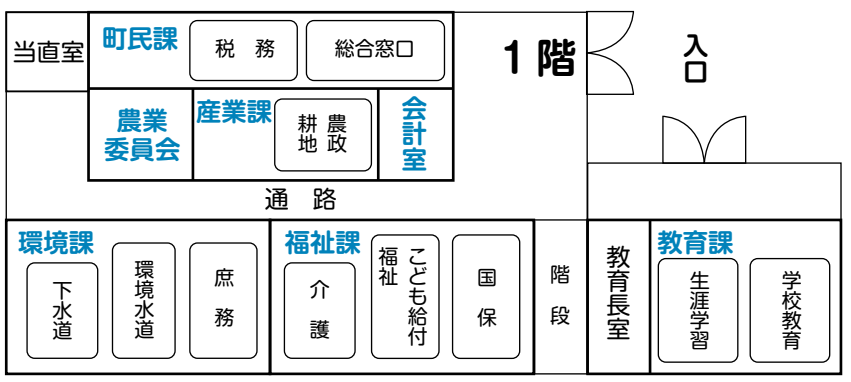 当直室
町民課
税務
総合窓口
1階
入口
農業
委員会
産業課
農政
耕地
会計室
通路
環境課
下水道
環境水道
庶務
福祉課
介護
こども給付
福祉
国保
階段
教育長室
教育課
生涯学習
学校教育